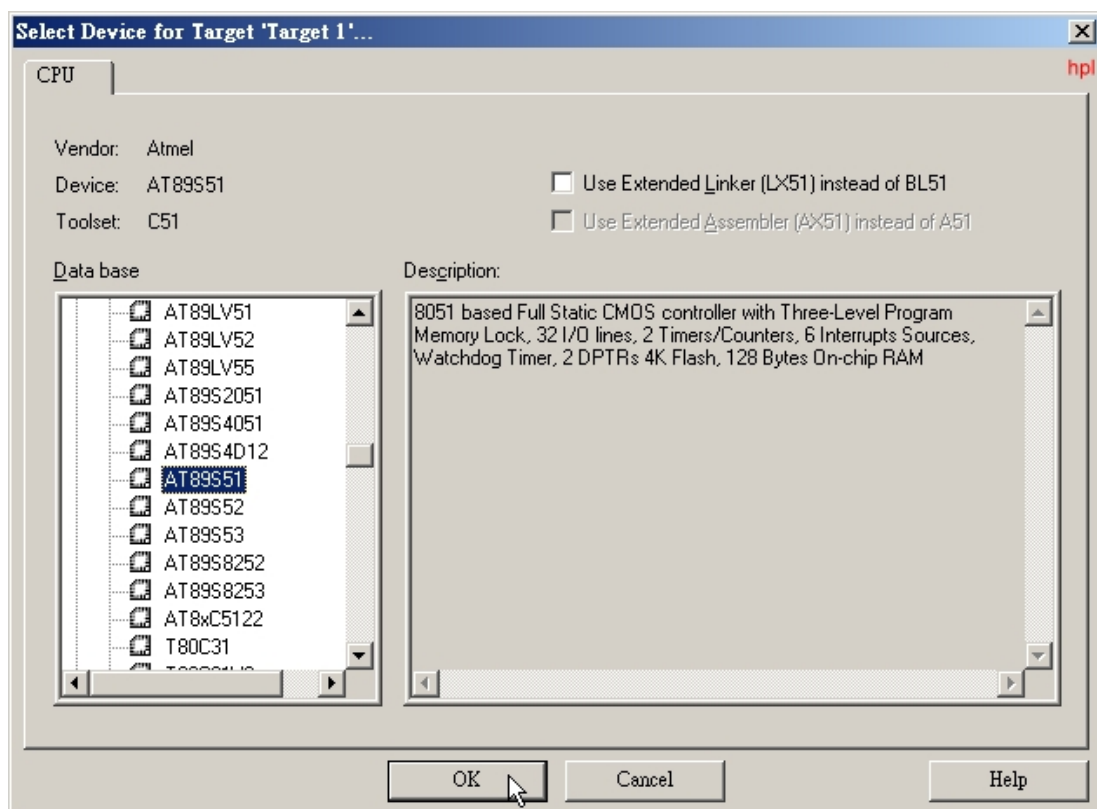 Select Device for Target 'Target 1'...
CPU
hpl
Vendor: Atmel
Device: AT89S51
Toolset: C51
Use Extended Linker (LX51) instead of BL51
Use Extended Assembler (AX51) instead of A51
Data base
AT89LV51
AT89LV52
AT89LV55
AT89S2051
AT89S4051
AT89S4D12
AT89S51
AT89S52
AT89S53
AT89S8252
AT89S8253
AT8xC5122
T80C31
Description:
8051 based Full Static CMOS controller with Three-Level Program
Memory Lock, 32 I/O lines, 2 Timers/Counters, 6 Interrupts Sources,
Watchdog Timer, 2 DPTRs 4K Flash, 128 Bytes On-chip RAM
OK
Cancel
Help